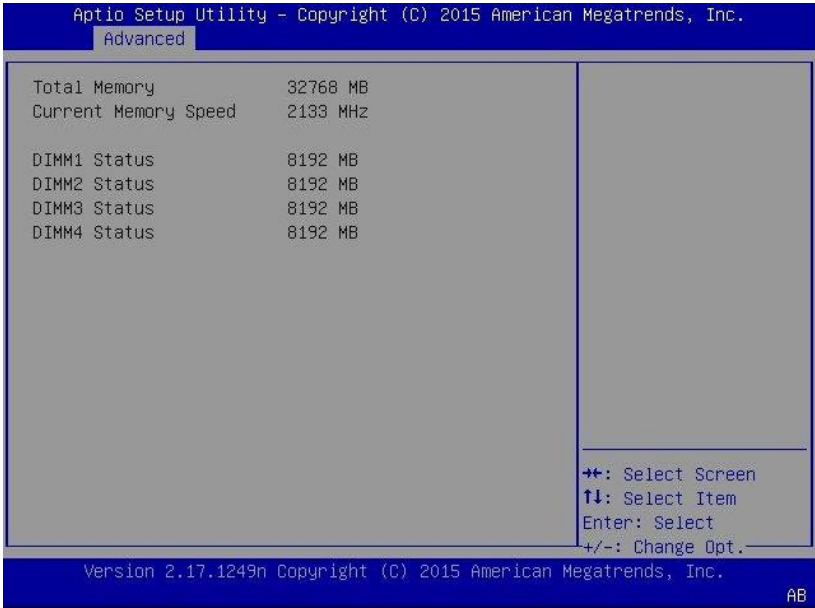 Aptio Setup Utility – Copyright (C) 2015 American Megatrends, Inc.
Advanced
Total Memory 32768 MB
Current Memory Speed 2133 MHz
DIMM1 Status 8192 MB
DIMM2 Status 8192 MB
DIMM3 Status 8192 MB
DIMM4 Status 8192 MB
→←: Select Screen
↑↓: Select Item
Enter: Select
+/-: Change Opt.
Version 2.17.1249n Copyright (C) 2015 American Megatrends, Inc.
AB